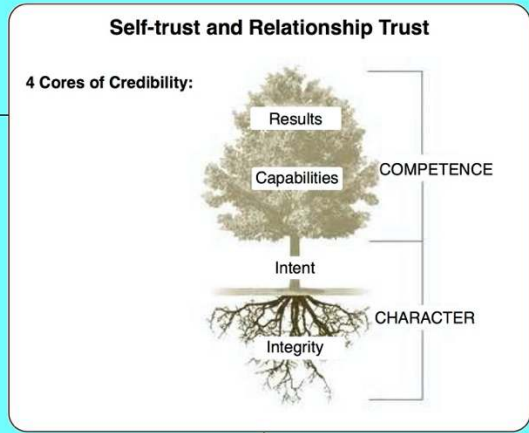 Self-trust and Relationship Trust
4 Cores of Credibility:
Results
Capabilities
COMPETENCE
Intent
CHARACTER
Integrity